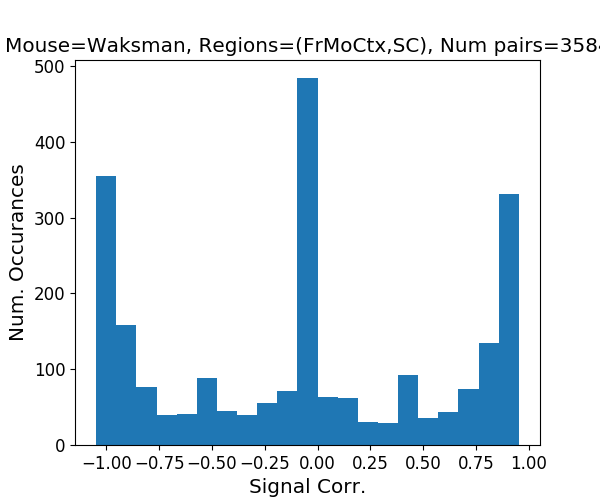 Mouse=Waksman, Regions=(FrMoCtx,SC), Num pairs=3584
500
400
300
200
100
0
Num. Occurances
−1.00 −0.75 −0.50 −0.25 0.00 0.25 0.50 0.75 1.00
Signal Corr.